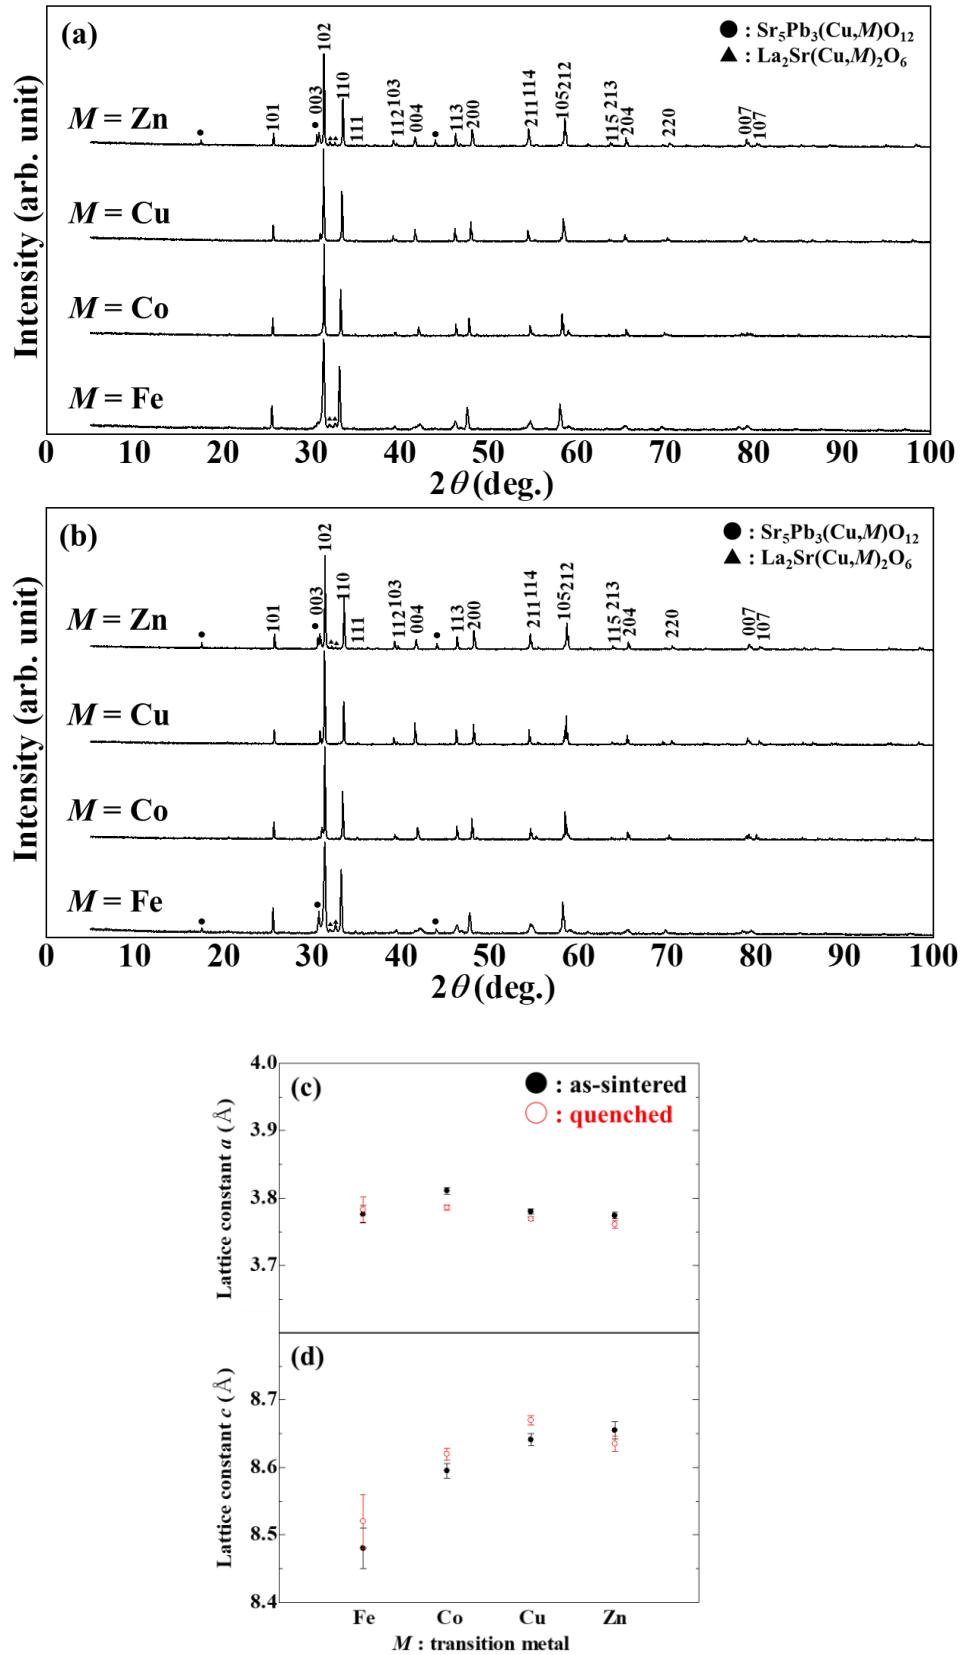 (a)
● : Sr₅Pb₃(Cu,M)O₁₂
▲ : La₂Sr(Cu,M)₂O₆
Intensity (arb. unit)
M = Zn
101
003
102
110
111
112
103
004
113
200
211
114
105
212
115
213
204
220
007
107
M = Cu
M = Co
M = Fe
0 10 20 30 40 50 60 70 80 90 100
2θ (deg.)
(b)
● : Sr₅Pb₃(Cu,M)O₁₂
▲ : La₂Sr(Cu,M)₂O₆
Intensity (arb. unit)
M = Zn
101
003
102
110
111
112
103
004
113
200
211
114
105
212
115
213
204
220
007
107
M = Cu
M = Co
M = Fe
0 10 20 30 40 50 60 70 80 90 100
2θ (deg.)
(c)
● : as-sintered
○ : quenched
Lattice constant a (Å)
4.0
3.9
3.8
3.7
(d)
Lattice constant c (Å)
8.7
8.6
8.5
8.4
Fe Co Cu Zn
M : transition metal